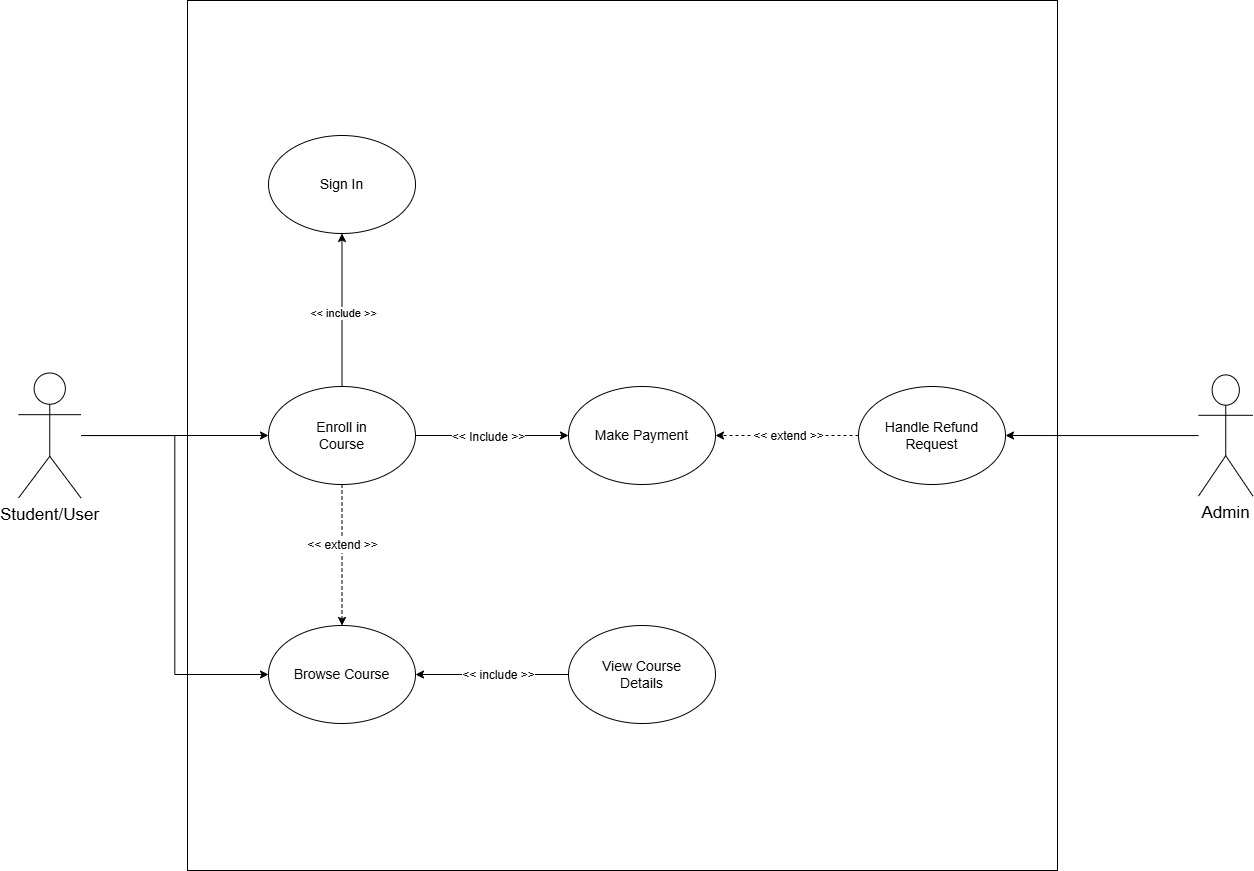 Sign In
<< include >>
Student/User
Enroll in
Course
<< Include >>
Make Payment
<< extend >>
Handle Refund
Request
Admin
<< extend >>
Browse Course
<< include >>
View Course
Details